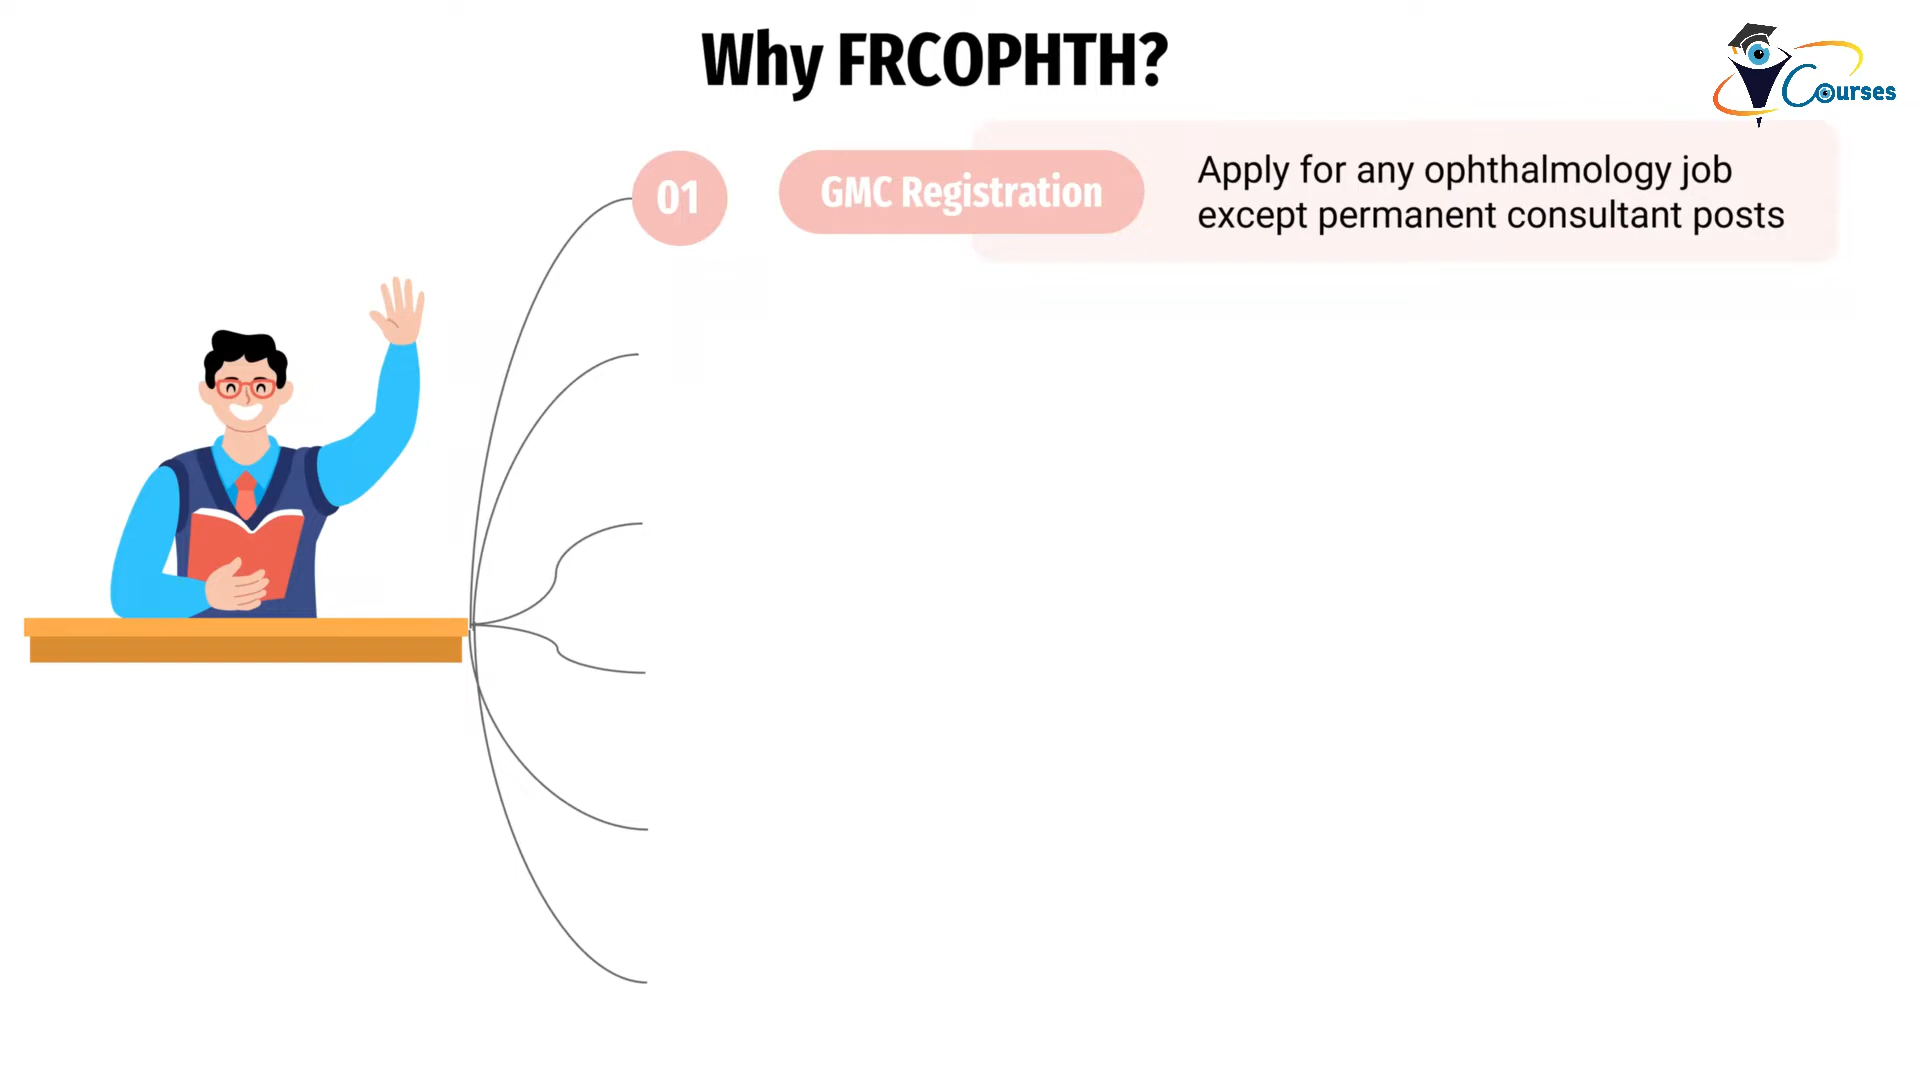 Why FRCOPHTH?
Courses
01
GMC Registration
Apply for any ophthalmology job
except permanent consultant posts